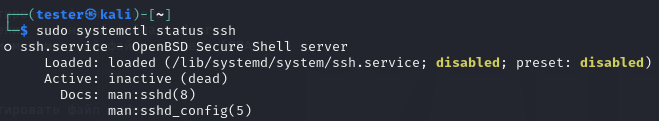 ┌──(tester㉿kali)-[~]
└─$ sudo systemctl status ssh
○ ssh.service - OpenBSD Secure Shell server
     Loaded: loaded (/lib/systemd/system/ssh.service; disabled; preset: disabled)
     Active: inactive (dead)
       Docs: man:sshd(8)
             man:sshd_config(5)